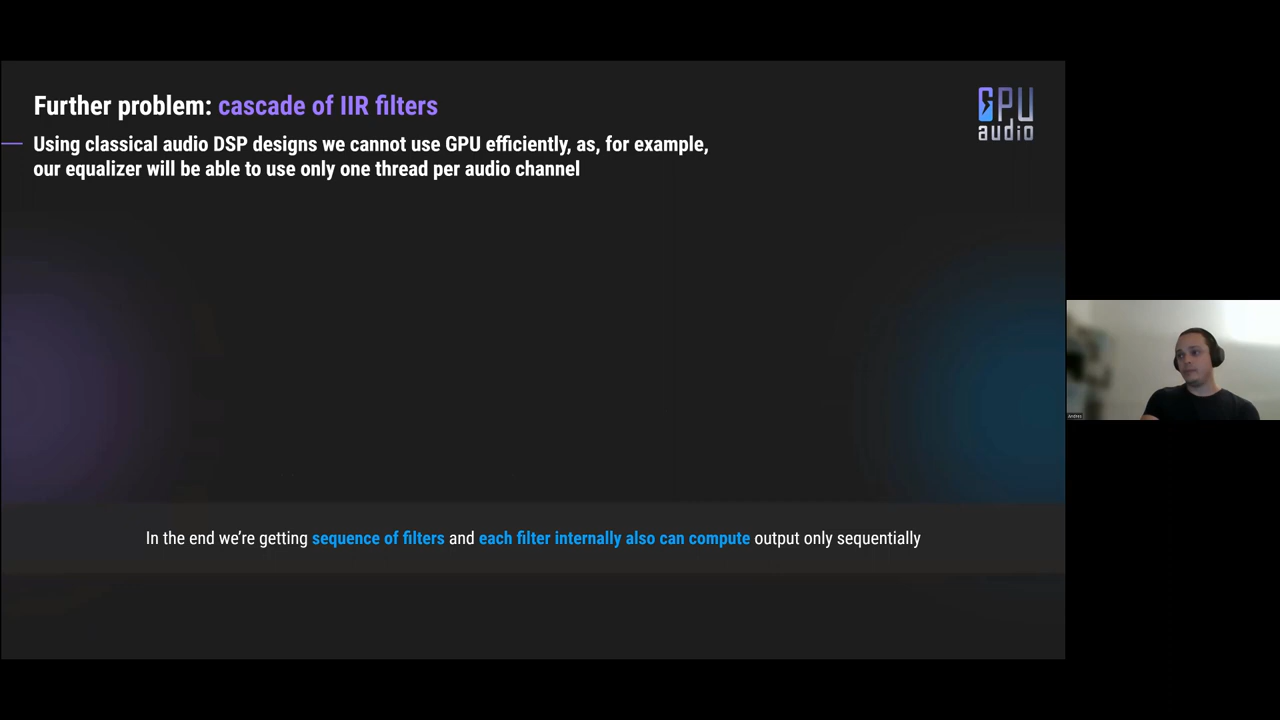 Further problem: cascade of IIR filters
Using classical audio DSP designs we cannot use GPU efficiently, as, for example,
our equalizer will be able to use only one thread per audio channel
GPU
audio
In the end we’re getting sequence of filters and each filter internally also can compute output only sequentially